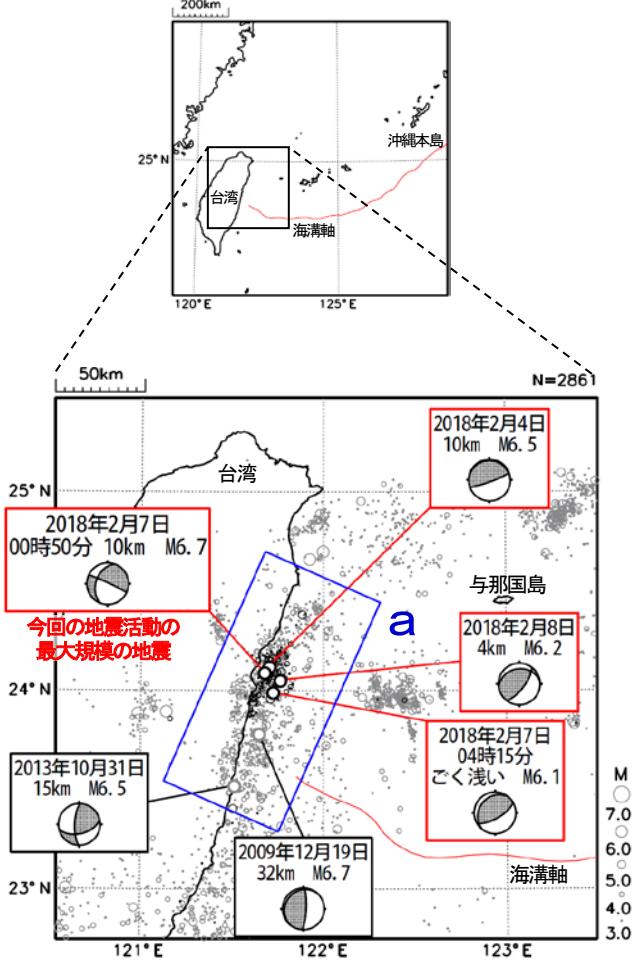 200km
沖縄本島
25°N
台湾
海溝軸
120°E
125°E
50km
N=2861
2018年2月4日
10km M6.5
台湾
25°N
2018年2月7日
00時50分 10km M6.7
今回の地震活動の
最大規模の地震
与那国島
a
2018年2月8日
4km M6.2
24°N
2018年2月7日
04時15分
ごく浅い M6.1
2013年10月31日
15km M6.5
2009年12月19日
32km M6.7
海溝軸
23°N
M
7.0
6.0
5.0
4.0
3.0
121°E
122°E
123°E